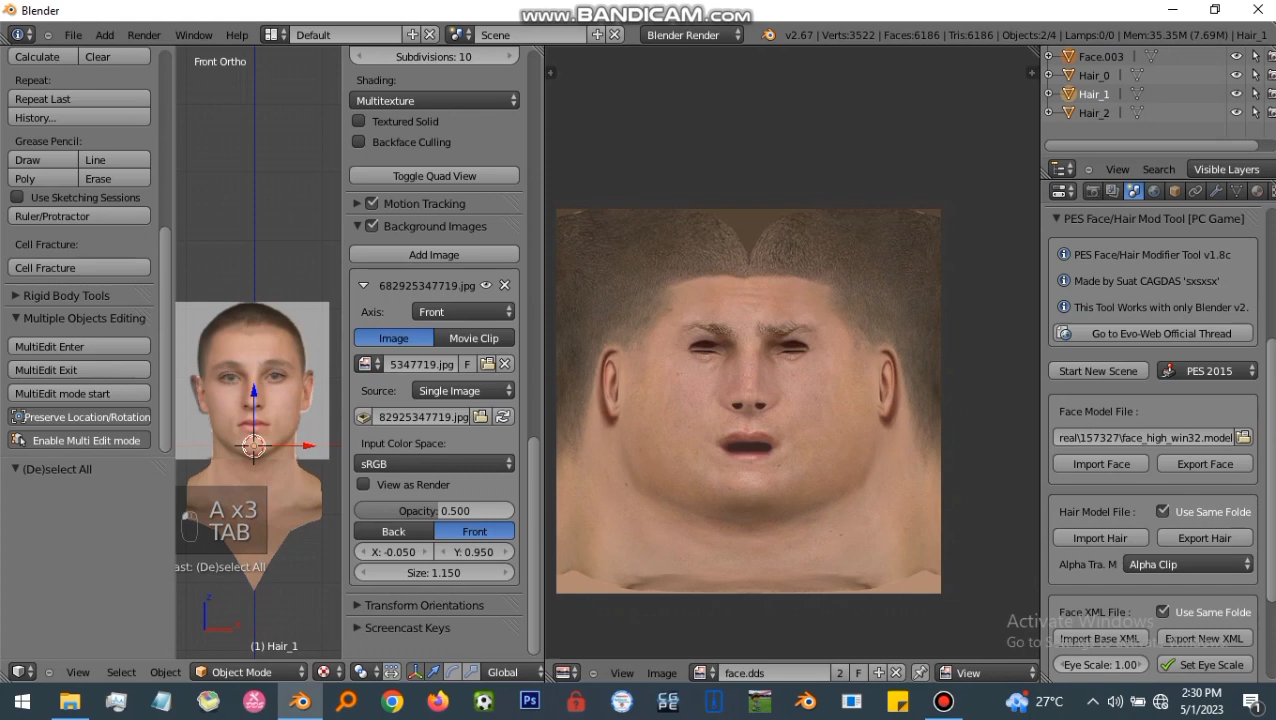 Blender
www.BANDICAM.com
File Add Render Window Help
Default
Scene
Blender Render
v2.67 | Verts:3522 | Faces:6186 | Tris:6186 | Objects:2/4 | Lamps:0/0 | Mem:35.35M (7.69M) | Hair_1
Calculate Clear
Repeat:
Repeat Last
History...
Grease Pencil:
Draw Line
Poly Erase
Use Sketching Sessions
Ruler/Protractor
Cell Fracture:
Cell Fracture
Rigid Body Tools
Multiple Objects Editing
MultiEdit Enter
MultiEdit Exit
MultiEdit mode start
Preserve Location/Rotation
Enable Multi Edit mode
(De)select All
Front Ortho
A x3
TAB
ast: (De)select All
z
x
(1) Hair_1
Subdivisions: 10
Shading:
Multitexture
Textured Solid
Backface Culling
Toggle Quad View
Motion Tracking
Background Images
Add Image
682925347719.jpg
Axis: Front
Image Movie Clip
5347719.jpg F
Source: Single Image
82925347719.jpg
Input Color Space:
sRGB
View as Render
Opacity: 0.500
Back Front
X: -0.050 Y: 0.950
Size: 1.150
Transform Orientations
Screencast Keys
Face.003
Hair_0
Hair_1
Hair_2
View Search Visible Layers
PES Face/Hair Mod Tool [PC Game]
PES Face/Hair Modifier Tool v1.8c
Made by Suat CAGDAS 'sxsxsx'
This Tool Works with only Blender v2.
Go to Evo-Web Official Thread
Start New Scene PES 2015
Face Model File :
real\157327\face_high_win32.model
Import Face Export Face
Hair Model File : Use Same Folde
Import Hair Export Hair
Alpha Tra. M Alpha Clip
Face XML File : Use Same Folde
Import Base XML Export New XML
Eye Scale: 1.00 Set Eye Scale
Activate Windows
View Select Object Object Mode Global
View Image face.dds 2 F View
27°C
2:30 PM
5/1/2023